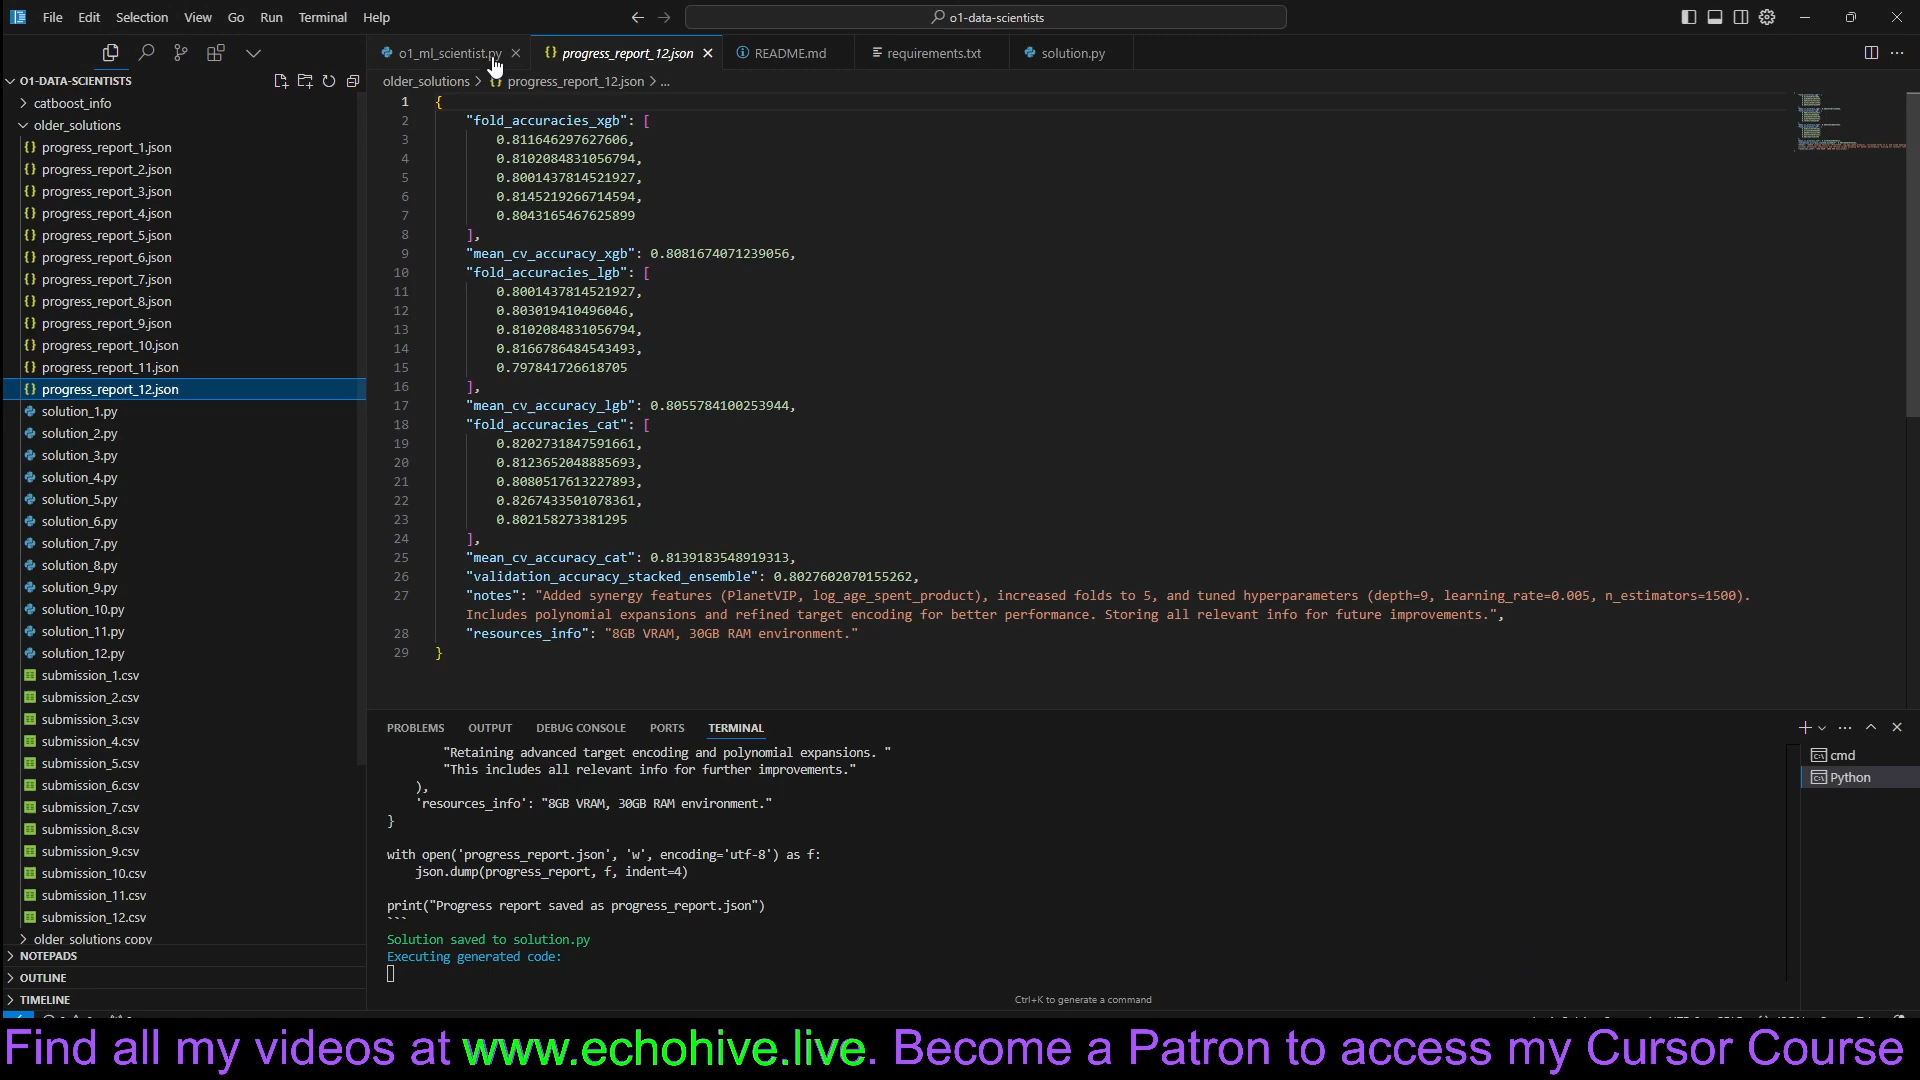 File Edit Selection View Go Run Terminal Help
o1-data-scientists
o1_ml_scientist.py
progress_report_12.json
README.md
requirements.txt
solution.py
O1-DATA-SCIENTISTS
older_solutions > {} progress_report_12.json > ...
catboost_info
older_solutions
progress_report_1.json
progress_report_2.json
progress_report_3.json
progress_report_4.json
progress_report_5.json
progress_report_6.json
progress_report_7.json
progress_report_8.json
progress_report_9.json
progress_report_10.json
progress_report_11.json
progress_report_12.json
solution_1.py
solution_2.py
solution_3.py
solution_4.py
solution_5.py
solution_6.py
solution_7.py
solution_8.py
solution_9.py
solution_10.py
solution_11.py
solution_12.py
submission_1.csv
submission_2.csv
submission_3.csv
submission_4.csv
submission_5.csv
submission_6.csv
submission_7.csv
submission_8.csv
submission_9.csv
submission_10.csv
submission_11.csv
submission_12.csv
older solutions copy
NOTEPADS
OUTLINE
TIMELINE
1 {
2 "fold_accuracies_xgb": [
3 0.811646297627606,
4 0.8102084831056794,
5 0.8001437814521927,
6 0.8145219266714594,
7 0.8043165467625899
8 ],
9 "mean_cv_accuracy_xgb": 0.8081674071239056,
10 "fold_accuracies_lgb": [
11 0.8001437814521927,
12 0.803019410496046,
13 0.8102084831056794,
14 0.8166786484543493,
15 0.797841726618705
16 ],
17 "mean_cv_accuracy_lgb": 0.8055784100253944,
18 "fold_accuracies_cat": [
19 0.8202731847591661,
20 0.8123652048885693,
21 0.8080517613227893,
22 0.8267433501078361,
23 0.802158273381295
24 ],
25 "mean_cv_accuracy_cat": 0.8139183548919313,
26 "validation_accuracy_stacked_ensemble": 0.8027602070155262,
27 "notes": "Added synergy features (PlanetVIP, log_age_spent_product), increased folds to 5, and tuned hyperparameters (depth=9, learning_rate=0.005, n_estimators=1500).
Includes polynomial expansions and refined target encoding for better performance. Storing all relevant info for future improvements.",
28 "resources_info": "8GB VRAM, 30GB RAM environment."
29 }
PROBLEMS OUTPUT DEBUG CONSOLE PORTS TERMINAL
"Retaining advanced target encoding and polynomial expansions. "
"This includes all relevant info for further improvements."
),
'resources_info': "8GB VRAM, 30GB RAM environment."
}
with open('progress_report.json', 'w', encoding='utf-8') as f:
json.dump(progress_report, f, indent=4)
print("Progress report saved as progress_report.json")
```
Solution saved to solution.py
Executing generated code:
cmd
Python
Ctrl+K to generate a command
Find all my videos at www.echohive.live. Become a Patron to access my Cursor Course